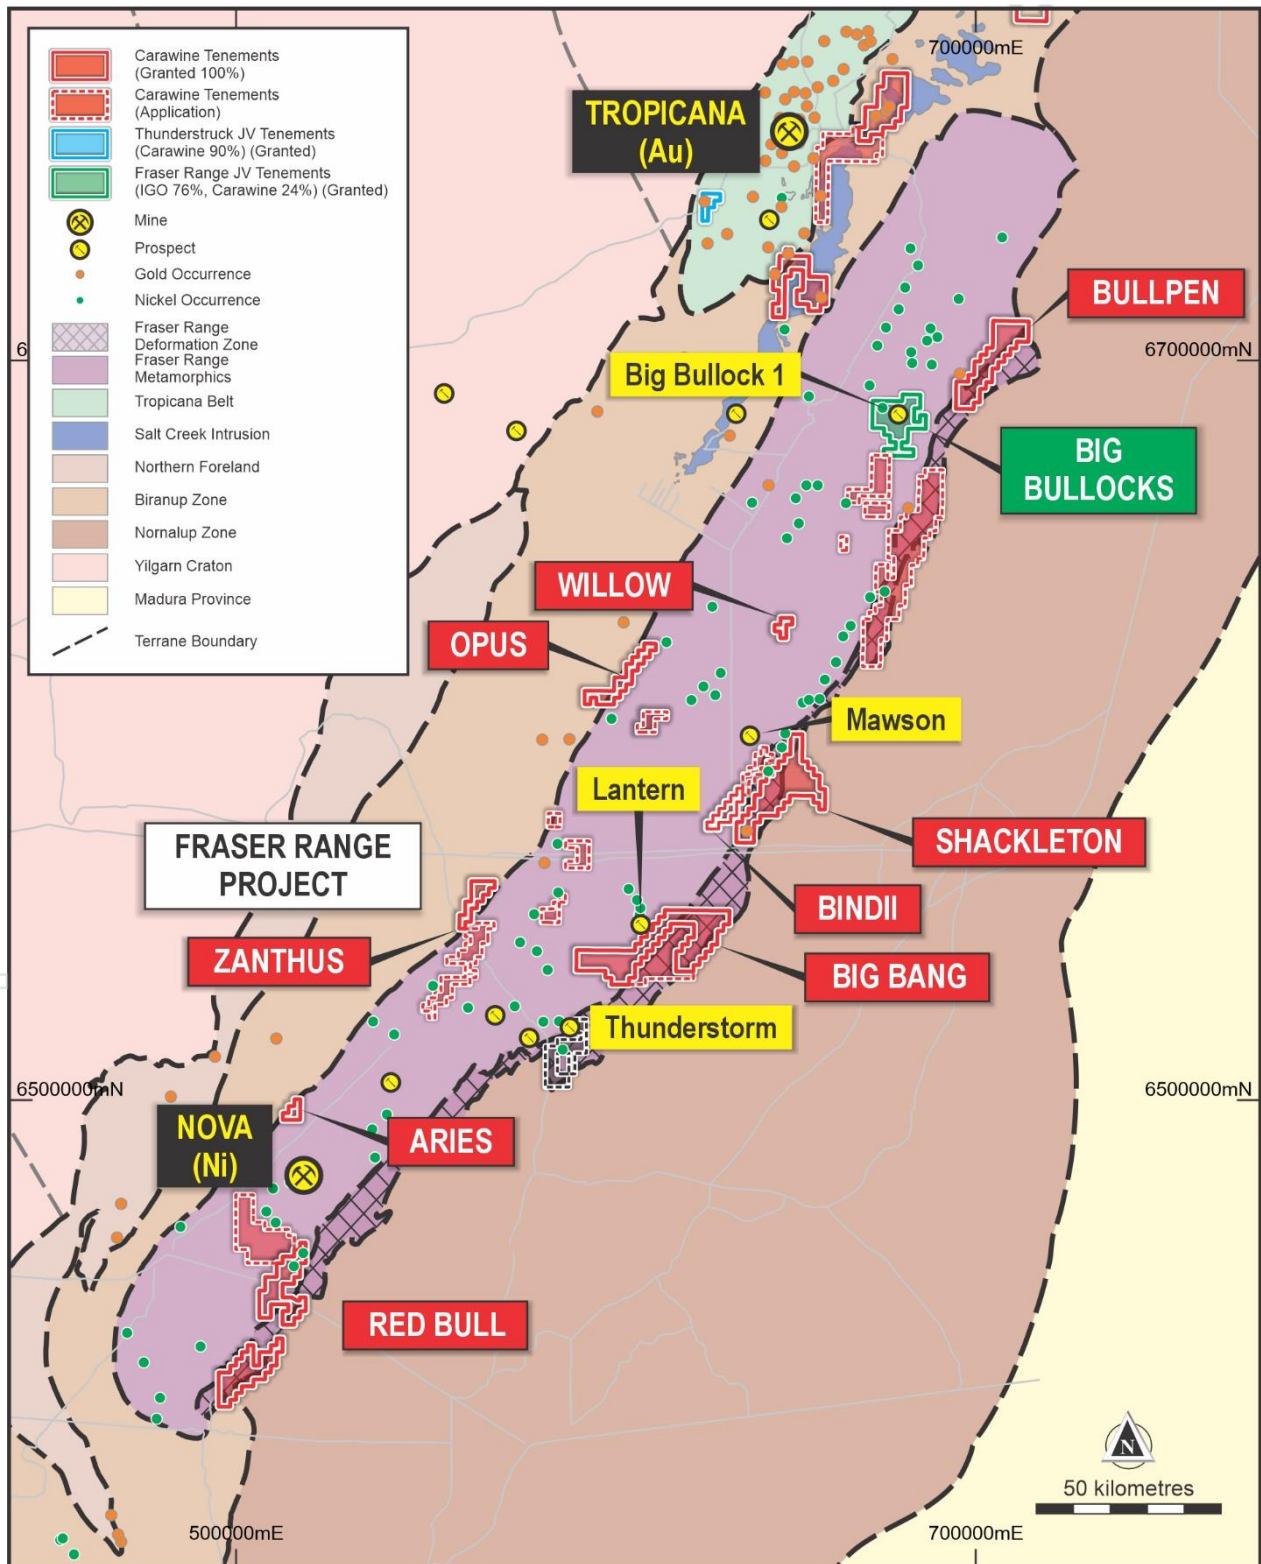 Carawine Tenements
(Granted 100%)
Carawine Tenements
(Application)
Thunderstruck JV Tenements
(Carawine 90%) (Granted)
Fraser Range JV Tenements
(IGO 76%, Carawine 24%) (Granted)
Mine
Prospect
Gold Occurrence
Nickel Occurrence
Fraser Range
Deformation Zone
Fraser Range
Metamorphics
Tropicana Belt
Salt Creek Intrusion
Northern Foreland
Biranup Zone
Nornalup Zone
Yilgarn Craton
Madura Province
Terrane Boundary
700000mE
TROPICANA
(Au)
BULLPEN
6
6700000mN
Big Bullock 1
BIG
BULLOCKS
WILLOW
OPUS
Mawson
Lantern
SHACKLETON
FRASER RANGE
PROJECT
BINDII
ZANTHUS
BIG BANG
Thunderstorm
6500000mN
6500000mN
NOVA
(Ni)
ARIES
RED BULL
N
50 kilometres
500000mE
700000mE